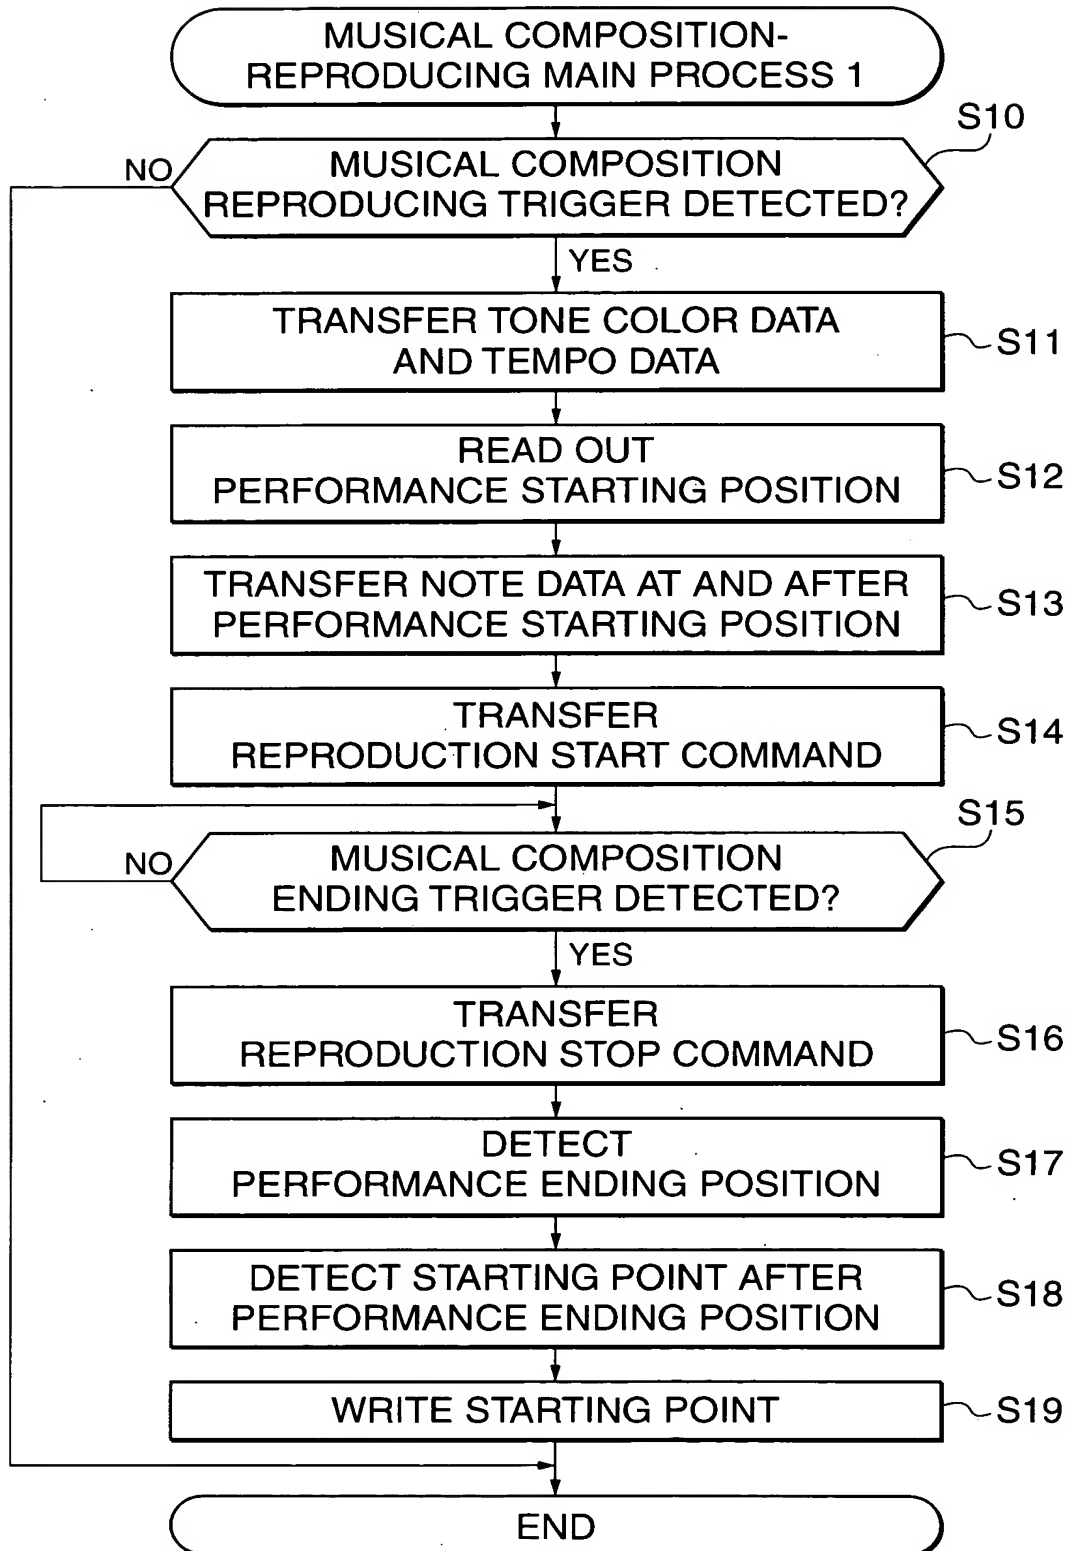 MUSICAL COMPOSITION-
REPRODUCING MAIN PROCESS 1
S10
NO
MUSICAL COMPOSITION
REPRODUCING TRIGGER DETECTED?
YES
TRANSFER TONE COLOR DATA
AND TEMPO DATA
S11
READ OUT
PERFORMANCE STARTING POSITION
S12
TRANSFER NOTE DATA AT AND AFTER
PERFORMANCE STARTING POSITION
S13
TRANSFER
REPRODUCTION START COMMAND
S14
S15
NO
MUSICAL COMPOSITION
ENDING TRIGGER DETECTED?
YES
TRANSFER
REPRODUCTION STOP COMMAND
S16
DETECT
PERFORMANCE ENDING POSITION
S17
DETECT STARTING POINT AFTER
PERFORMANCE ENDING POSITION
S18
WRITE STARTING POINT
S19
END